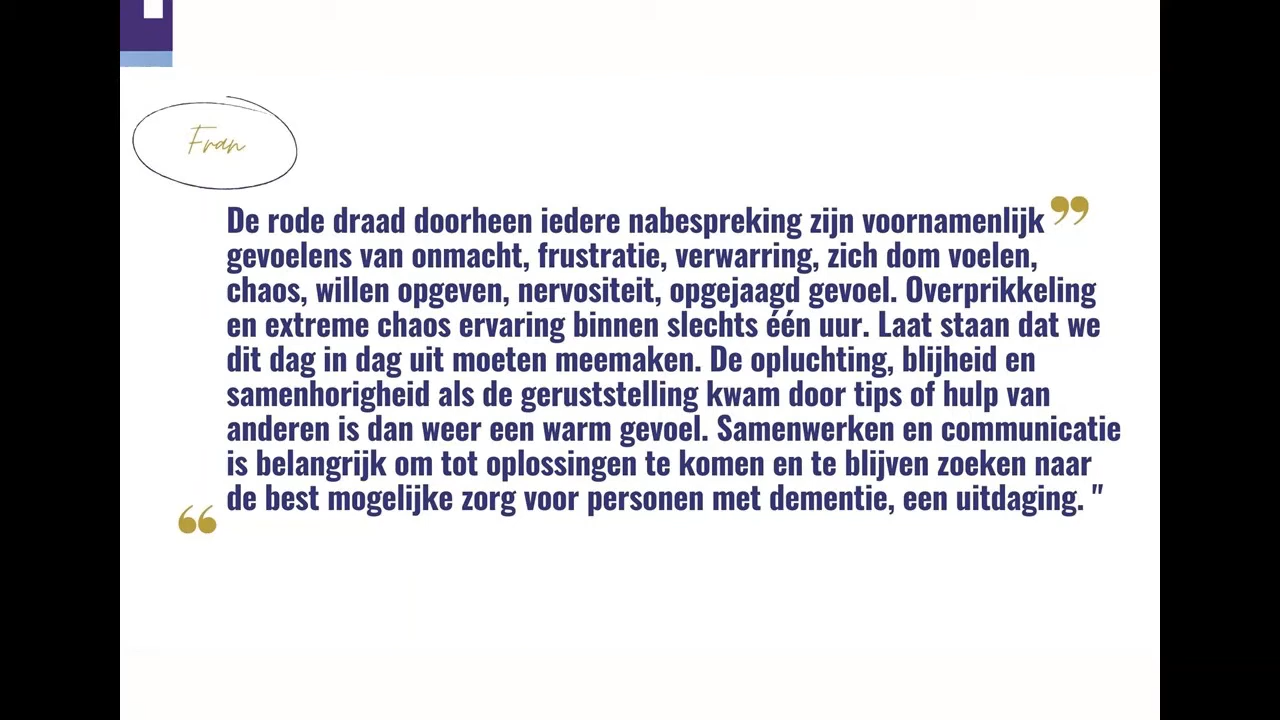 Fran
De rode draad doorheen iedere nabespreking zijn voornamenlijk ”
gevoelens van onmacht, frustratie, verwarring, zich dom voelen,
chaos, willen opgeven, nervositeit, opgejaagd gevoel. Overprikkeling
en extreme chaos ervaring binnen slechts één uur. Laat staan dat we
dit dag in dag uit moeten meemaken. De opluchting, blijheid en
samenhorigheid als de geruststelling kwam door tips of hulp van
anderen is dan weer een warm gevoel. Samenwerken en communicatie
is belangrijk om tot oplossingen te komen en te blijven zoeken naar
de best mogelijke zorg voor personen met dementie, een uitdaging. "
“